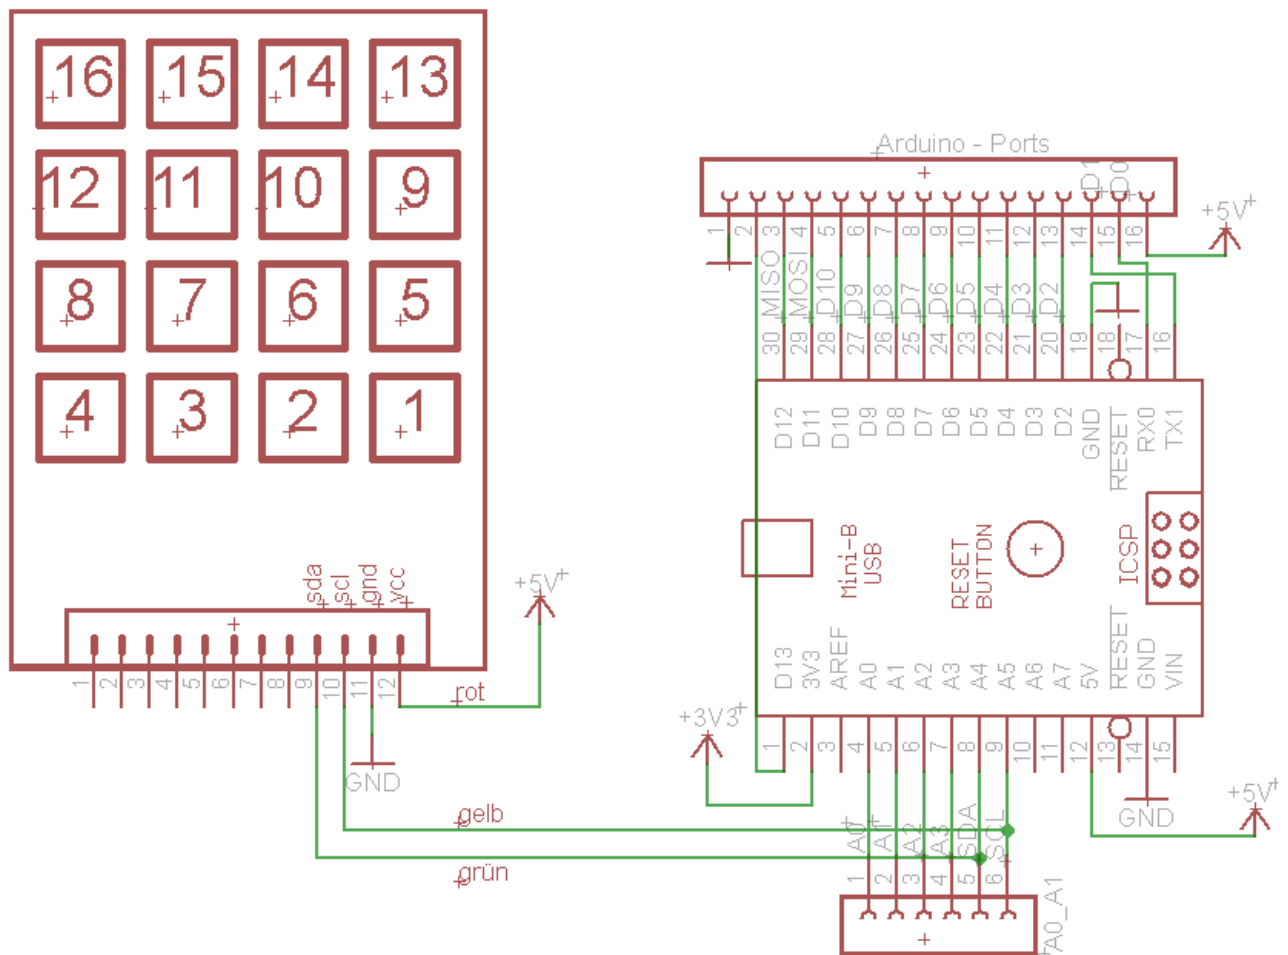 16 15 14 13
12 11 10 9
8 7 6 5
4 3 2 1
sda
scl
gnd
vcc
1 2 3 4 5 6 7 8 9 10 11 12
+5V
rot
GND
gelb
grün
Arduino - Ports
D1
D0
1 2 3 4 5 6 7 8 9 10 11 12 13 14 15 16
+5V
MISO
MOSI
D10
D9
D8
D7
D6
D5
D4
D3
D2
30 29 28 27 26 25 24 23 22 21 20 19 18 17 16
D12
D11
D10
D9
D8
D7
D6
D5
D4
D3
D2
GND
RESET
RX0
TX1
Mini-B
USB
RESET
BUTTON
ICSP
D13
3V3
AREF
A0
A1
A2
A3
A4
A5
A6
A7
5V
RESET
GND
VIN
1 2 3 4 5 6 7 8 9 10 11 12 13 14 15
+3V3
GND
+5V
A0
A1
A2
A3
SDA
SCL
1 2 3 4 5 6
A0_A1